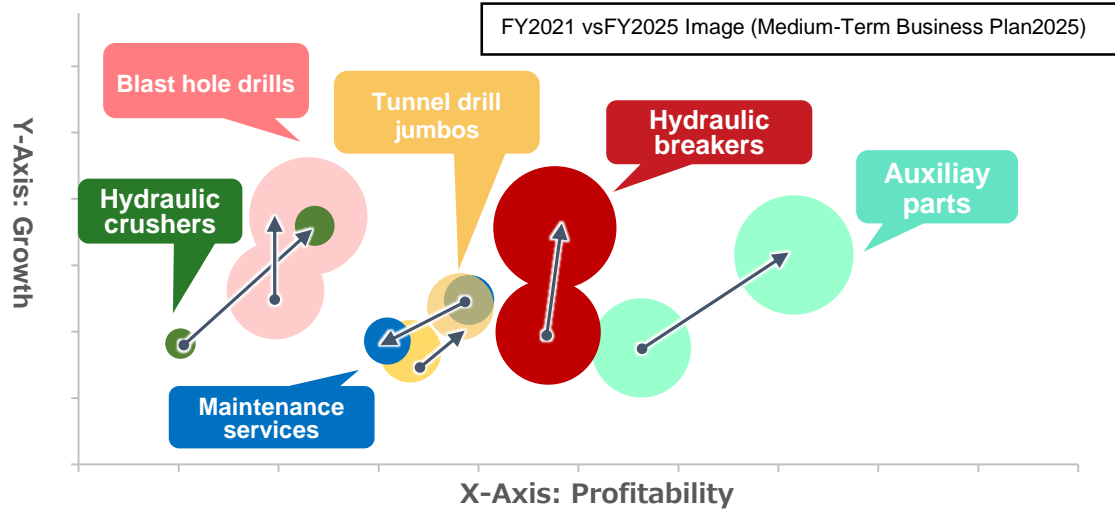 FY2021 vsFY2025 Image (Medium-Term Business Plan2025)
Blast hole drills
Tunnel drill
jumbos
Hydraulic
breakers
Auxiliay
parts
Hydraulic
crushers
Maintenance
services
Y-Axis: Growth
X-Axis: Profitability